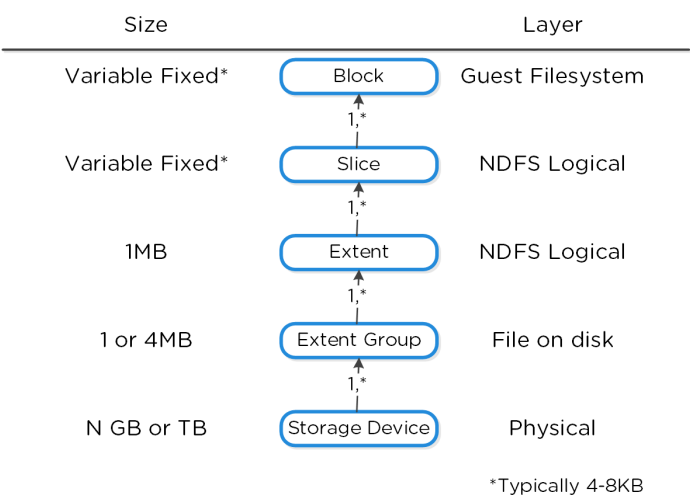 Size Layer
Variable Fixed* Block Guest Filesystem
1,*
Variable Fixed* Slice NDFS Logical
1,*
1MB Extent NDFS Logical
1,*
1 or 4MB Extent Group File on disk
1,*
N GB or TB Storage Device Physical
*Typically 4-8KB